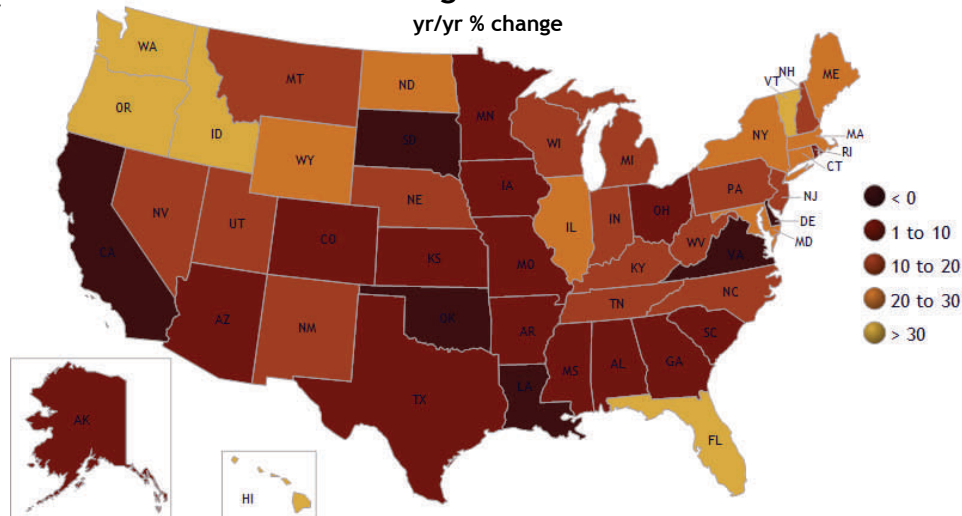 yr/yr % change
WA
MT
ND
MN
VT
NH
ME
OR
ID
SD
WI
MI
NY
MA
RI
CT
WY
IA
NE
PA
NJ
NV
UT
CO
IL
IN
OH
DE
MD
CA
KS
MO
WV
VA
KY
NC
AZ
NM
OK
AR
TN
SC
TX
LA
MS
AL
GA
FL
AK
HI
< 0
1 to 10
10 to 20
20 to 30
> 30